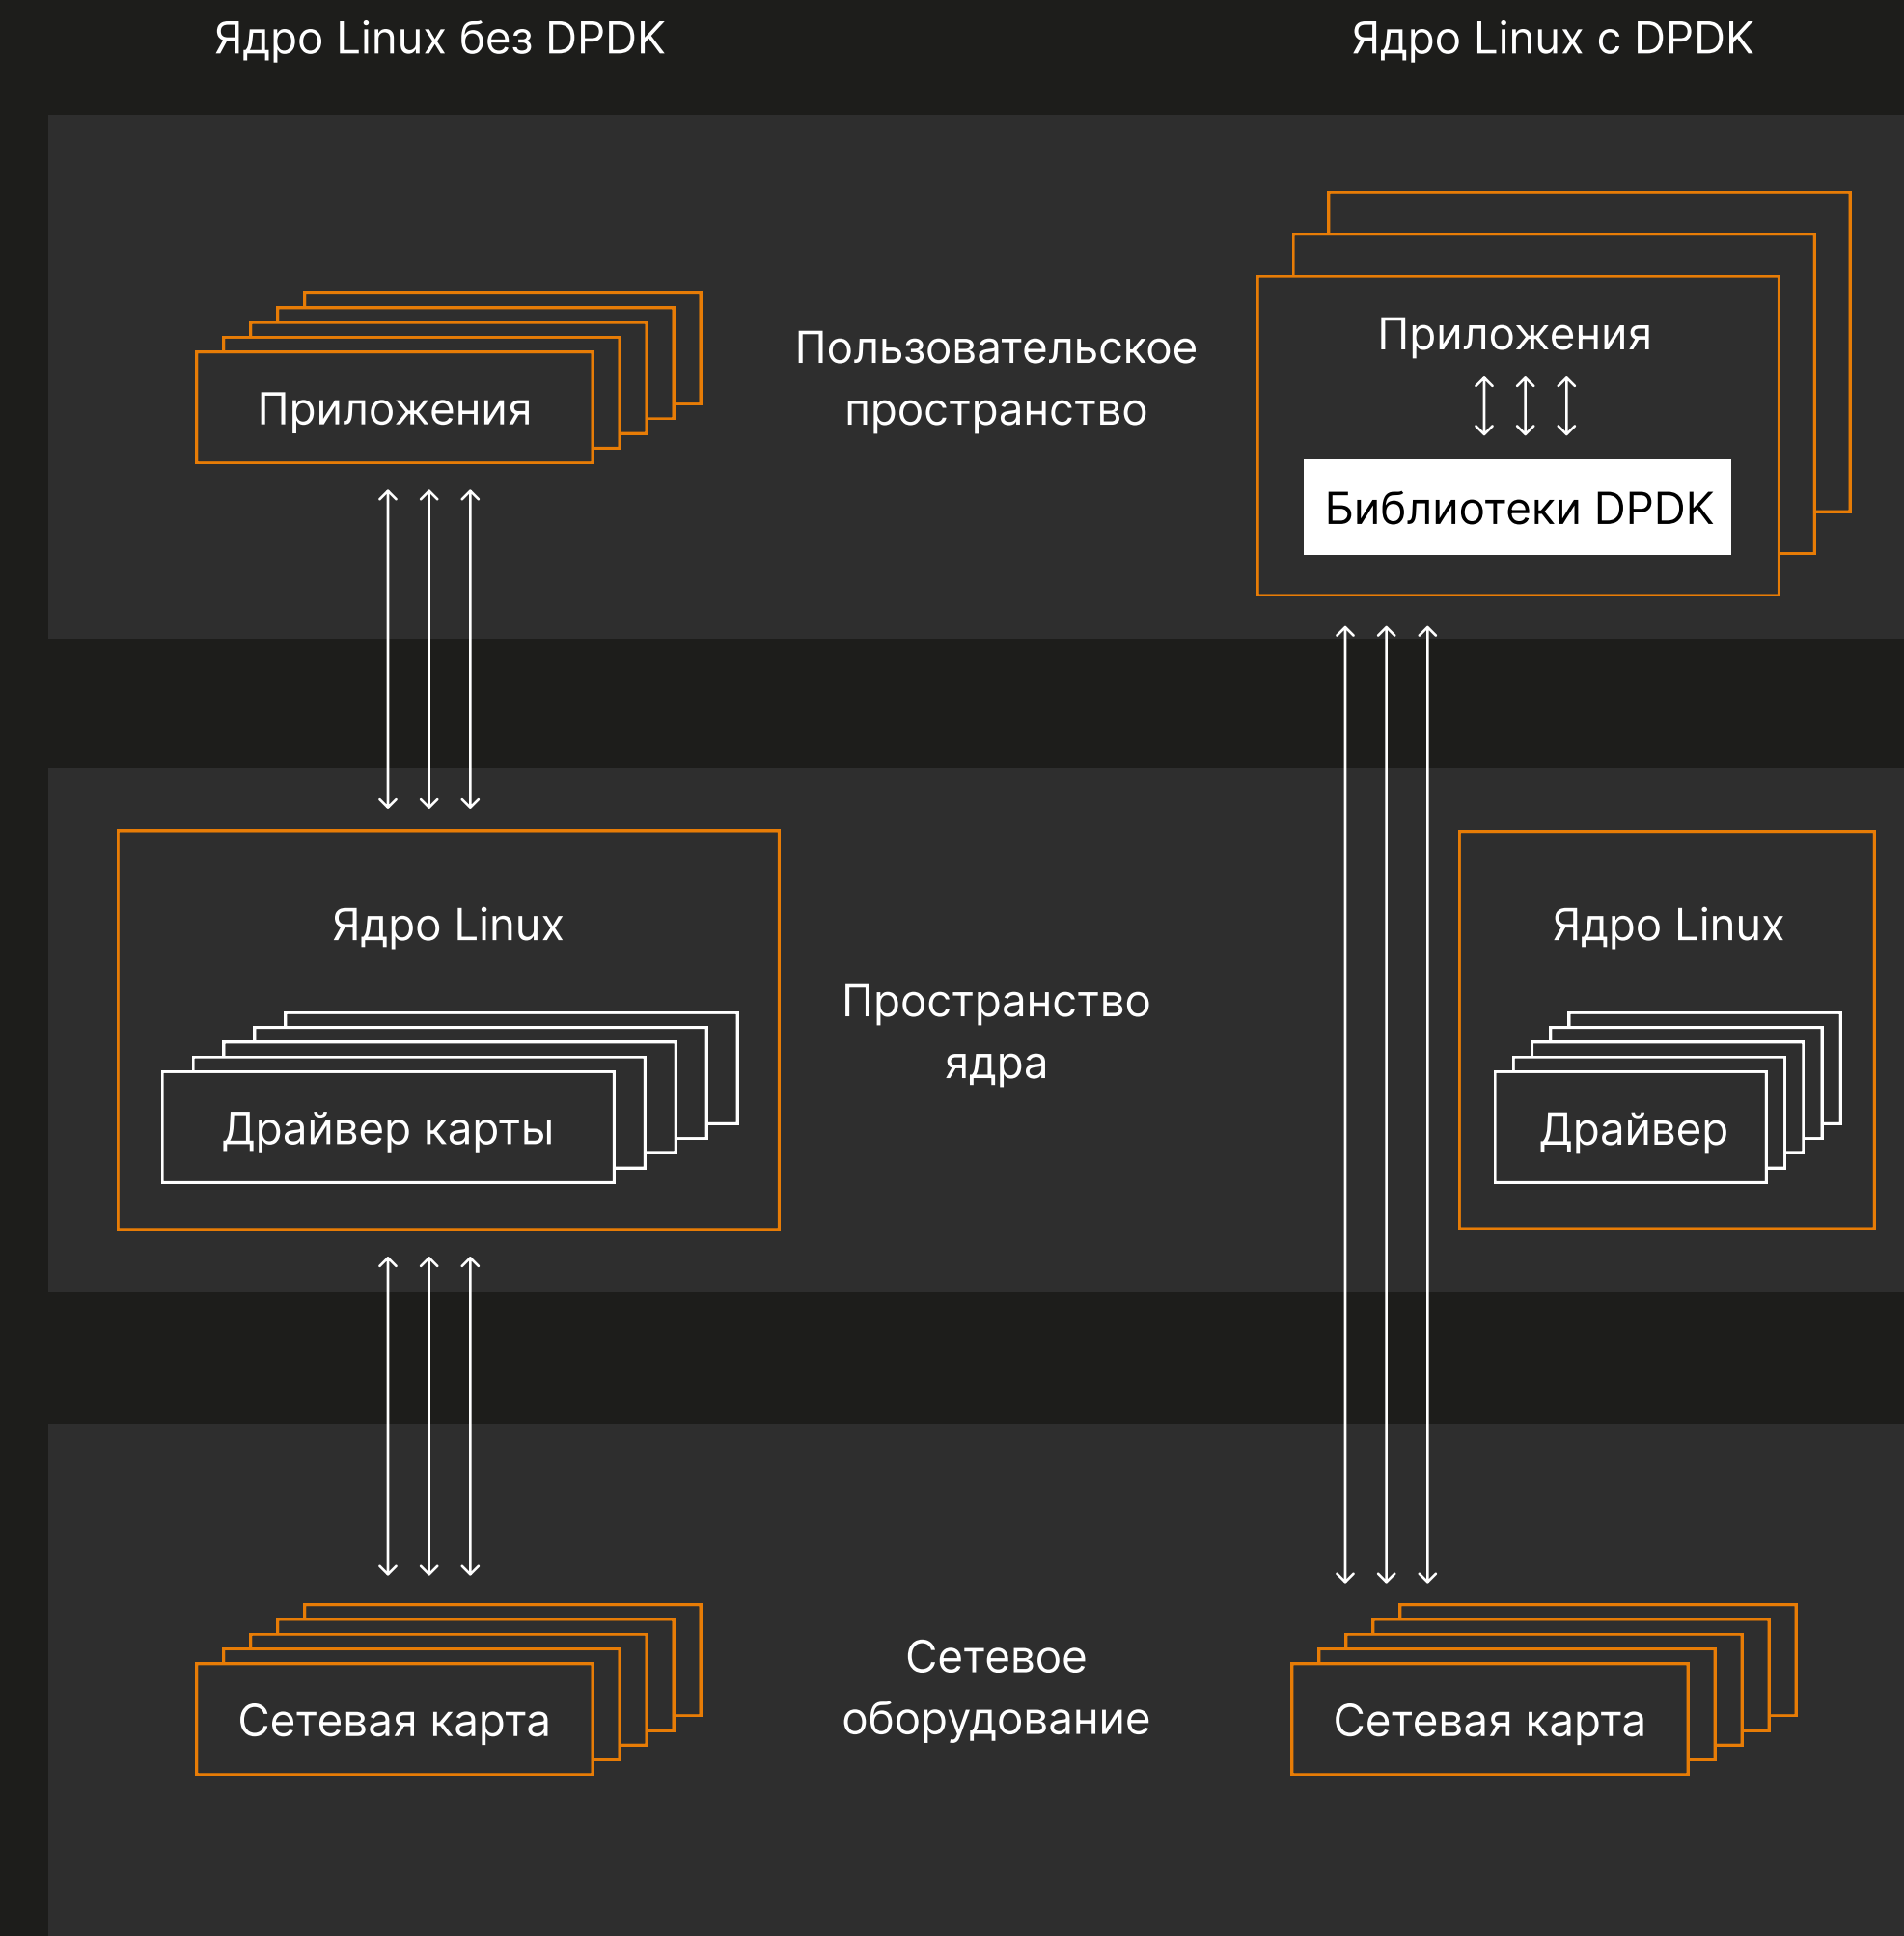 Ядро Linux без DPDK
Ядро Linux с DPDK
Приложения
Пользовательское
пространство
Приложения
Библиотеки DPDK
Ядро Linux
Драйвер карты
Пространство
ядра
Ядро Linux
Драйвер
Сетевая карта
Сетевое
оборудование
Сетевая карта